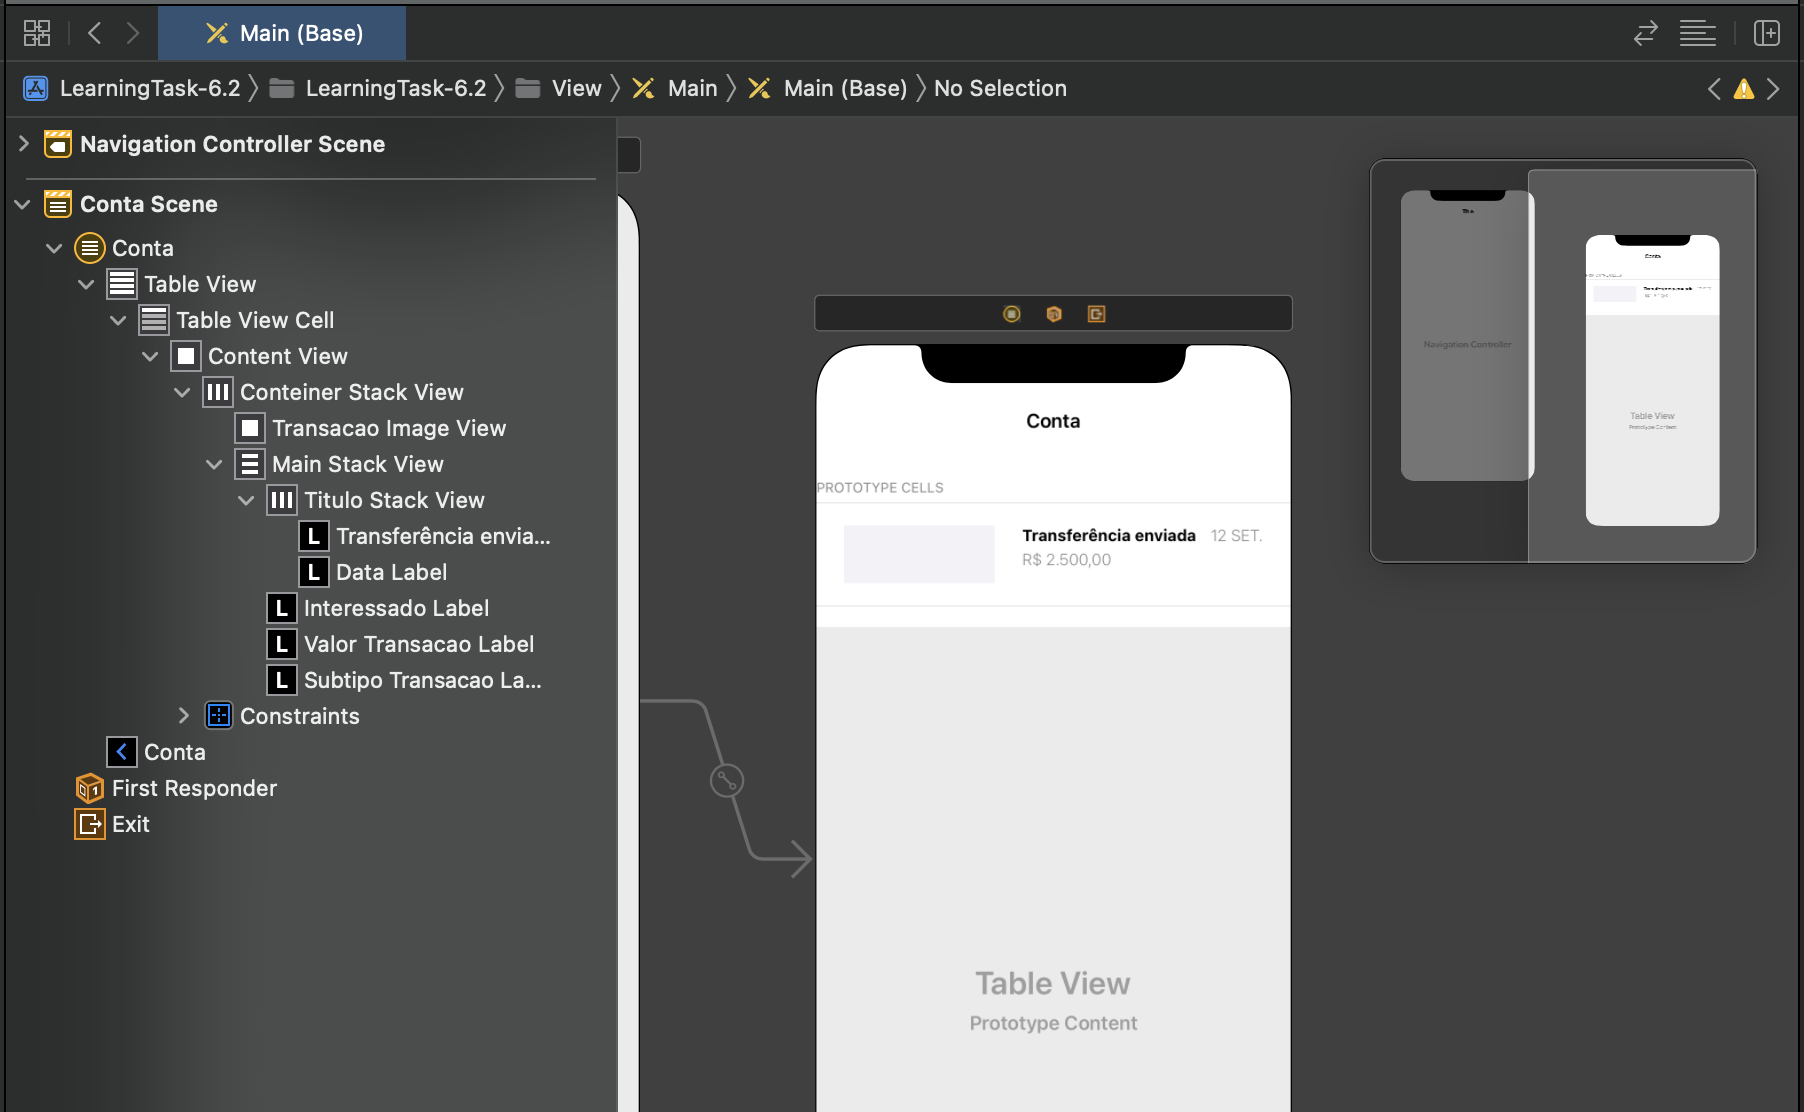 Main (Base)
LearningTask-6.2 LearningTask-6.2 View Main Main (Base) No Selection
Navigation Controller Scene
Conta Scene
Conta
Table View
Table View Cell
Content View
Conteiner Stack View
Transacao Image View
Main Stack View
Titulo Stack View
L Transferência envia...
L Data Label
L Interessado Label
L Valor Transacao Label
L Subtipo Transacao La...
Constraints
Conta
First Responder
Exit
Conta
PROTOTYPE CELLS
Transferência enviada 12 SET.
R$ 2.500,00
Table View
Prototype Content
Navigation Controller
Conta
Table View
Prototype Content